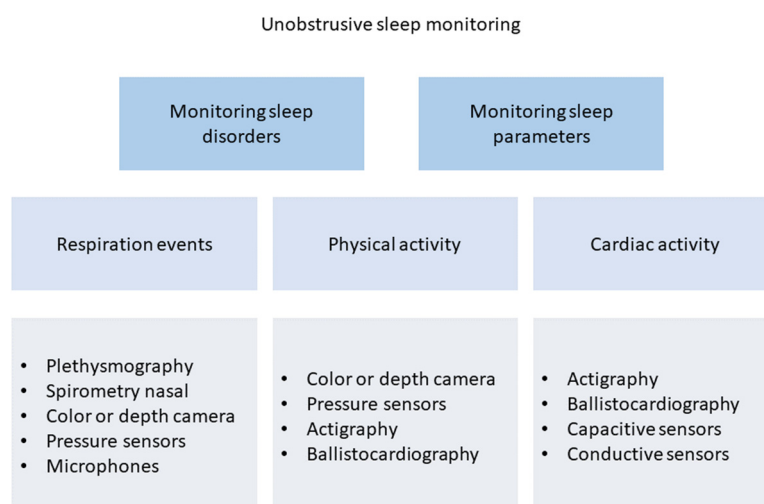 Unobstrusive sleep monitoring
Monitoring sleep
disorders
Monitoring sleep
parameters
Respiration events
Physical activity
Cardiac activity
• Plethysmography
• Spirometry nasal
• Color or depth camera
• Pressure sensors
• Microphones
• Color or depth camera
• Pressure sensors
• Actigraphy
• Ballistocardiography
• Actigraphy
• Ballistocardiography
• Capacitive sensors
• Conductive sensors